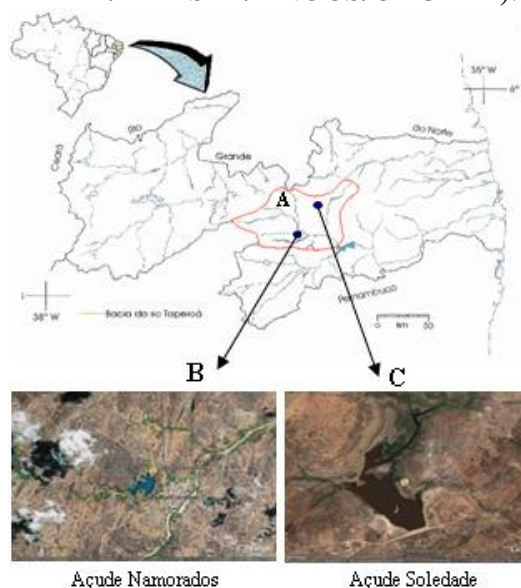 35° W
6°
Rio
Grande
do Norte
Ceará
A
Pernambuco
38° W
Bacia do rio Taperoá
0 Km 50
B
C
Açude Namorados
Açude Soledade